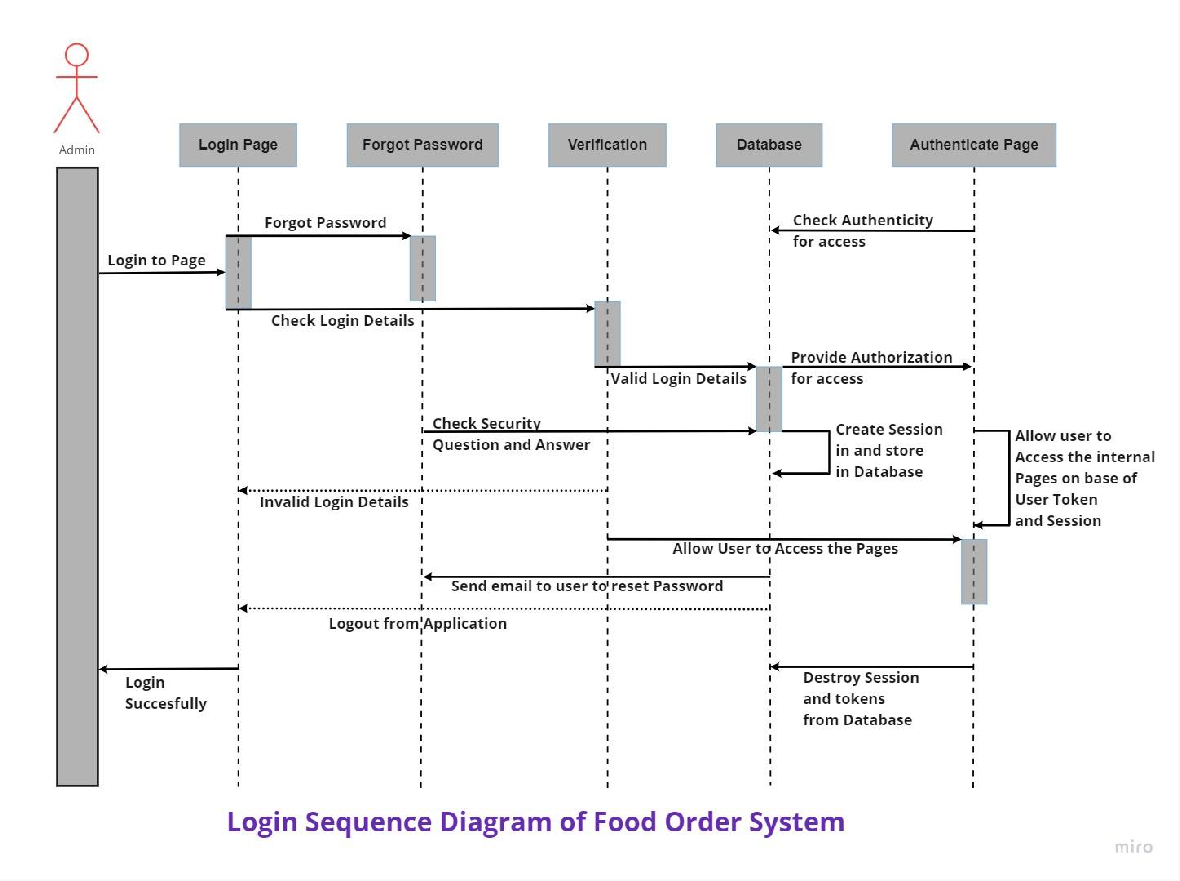 Admin
Login Page
Forgot Password
Verification
Database
Authenticate Page
Forgot Password
Check Authenticity
for access
Login to Page
Check Login Details
Provide Authorization
for access
Valid Login Details
Check Security
Question and Answer
Create Session
in and store
in Database
Allow user to
Access the internal
Pages on base of
User Token
and Session
Invalid Login Details
Allow User to Access the Pages
Send email to user to reset Password
Logout from Application
Login
Succesfully
Destroy Session
and tokens
from Database
Login Sequence Diagram of Food Order System
miro